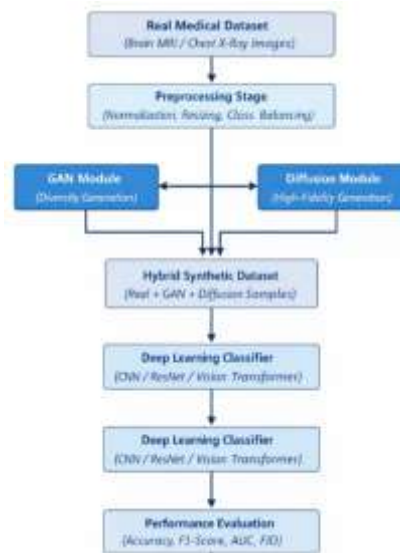 Real Medical Dataset
(Brain MRI / Chest X-Ray Images)
Preprocessing Stage
(Normalization, Resizing, Class Balancing)
GAN Module
(Diversity Generation)
Diffusion Module
(High-Fidelity Generation)
Hybrid Synthetic Dataset
(Real + GAN + Diffusion Samples)
Deep Learning Classifier
(CNN / ResNet / Vision Transformer)
Deep Learning Classifier
(CNN / ResNet / Vision Transformer)
Performance Evaluation
(Accuracy, F1-Score, AUC, FID)